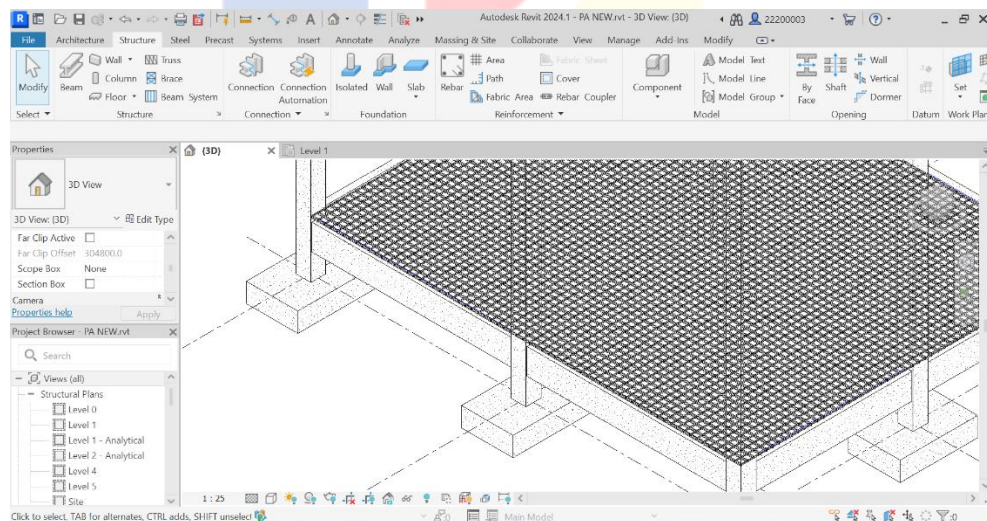 R Autodesk Revit 2024.1 - PA NEW.rvt - 3D View: {3D} 22200003
File Architecture Structure Steel Precast Systems Insert Annotate Analyze Massing & Site Collaborate View Manage Add-Ins Modify
Wall Truss Area Fabric Sheet Model Text Wall
Column Brace Path Cover Model Line Vertical
Floor Beam System Fabric Area Rebar Coupler Model Group Dormer
Modify Beam Connection Connection Automation Isolated Wall Slab Rebar Component By Face Shaft Set
Select Structure Connection Foundation Reinforcement Model Opening Datum Work Plan
Properties {3D} Level 1
3D View
3D View: {3D} Edit Type
Far Clip Active
Far Clip Offset 304800.0
Scope Box None
Section Box
Camera
Properties help Apply
Project Browser - PA NEW.rvt
Search
Views (all)
Structural Plans
Level 0
Level 1
Level 1 - Analytical
Level 2 - Analytical
Level 4
Level 5
Site
1 : 25
Click to select, TAB for alternates, CTRL adds, SHIFT unselect :0 Main Model :0